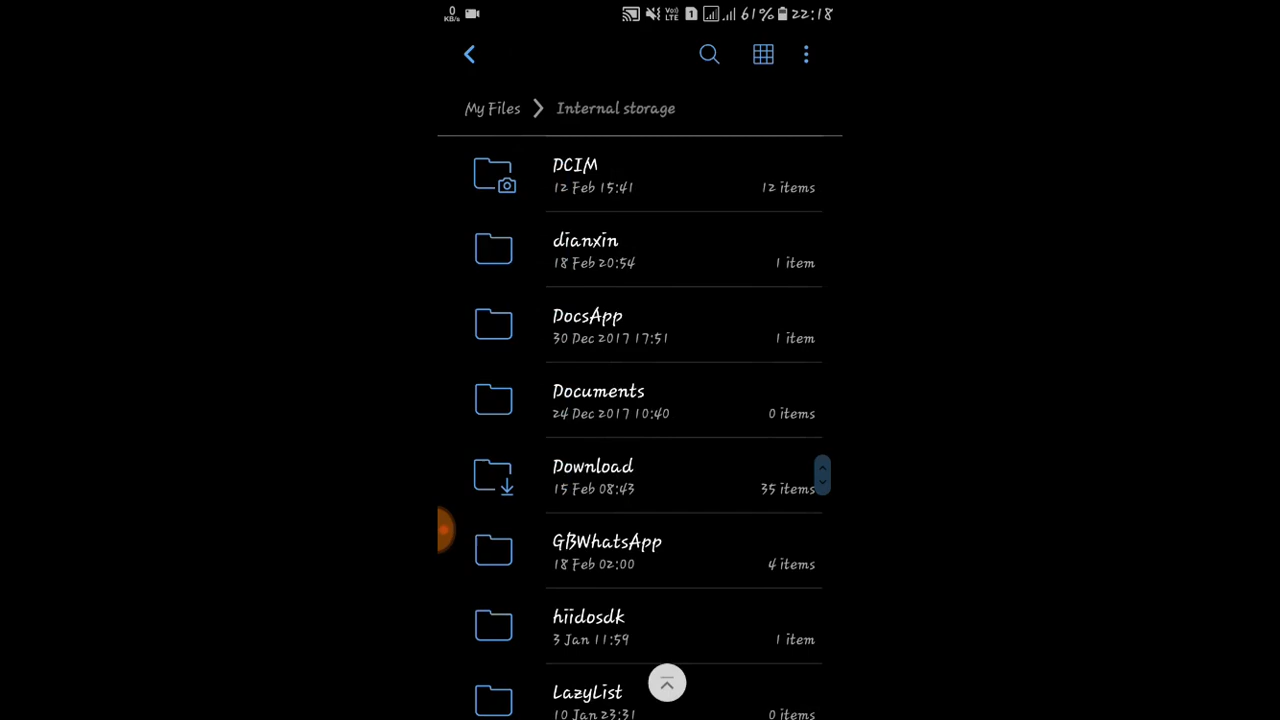 0
KB/s
Vo))
LTE
1
61% 22:18
My Files Internal storage
DCIM
12 Feb 15:41 12 items
dianxin
18 Feb 20:54 1 item
DocsApp
30 Dec 2017 17:51 1 item
Documents
24 Dec 2017 10:40 0 items
Download
15 Feb 08:43 35 items
GBWhatsApp
18 Feb 02:00 4 items
hiidosdk
3 Jan 11:59 1 item
LazyList
10 Jan 23:31 0 items